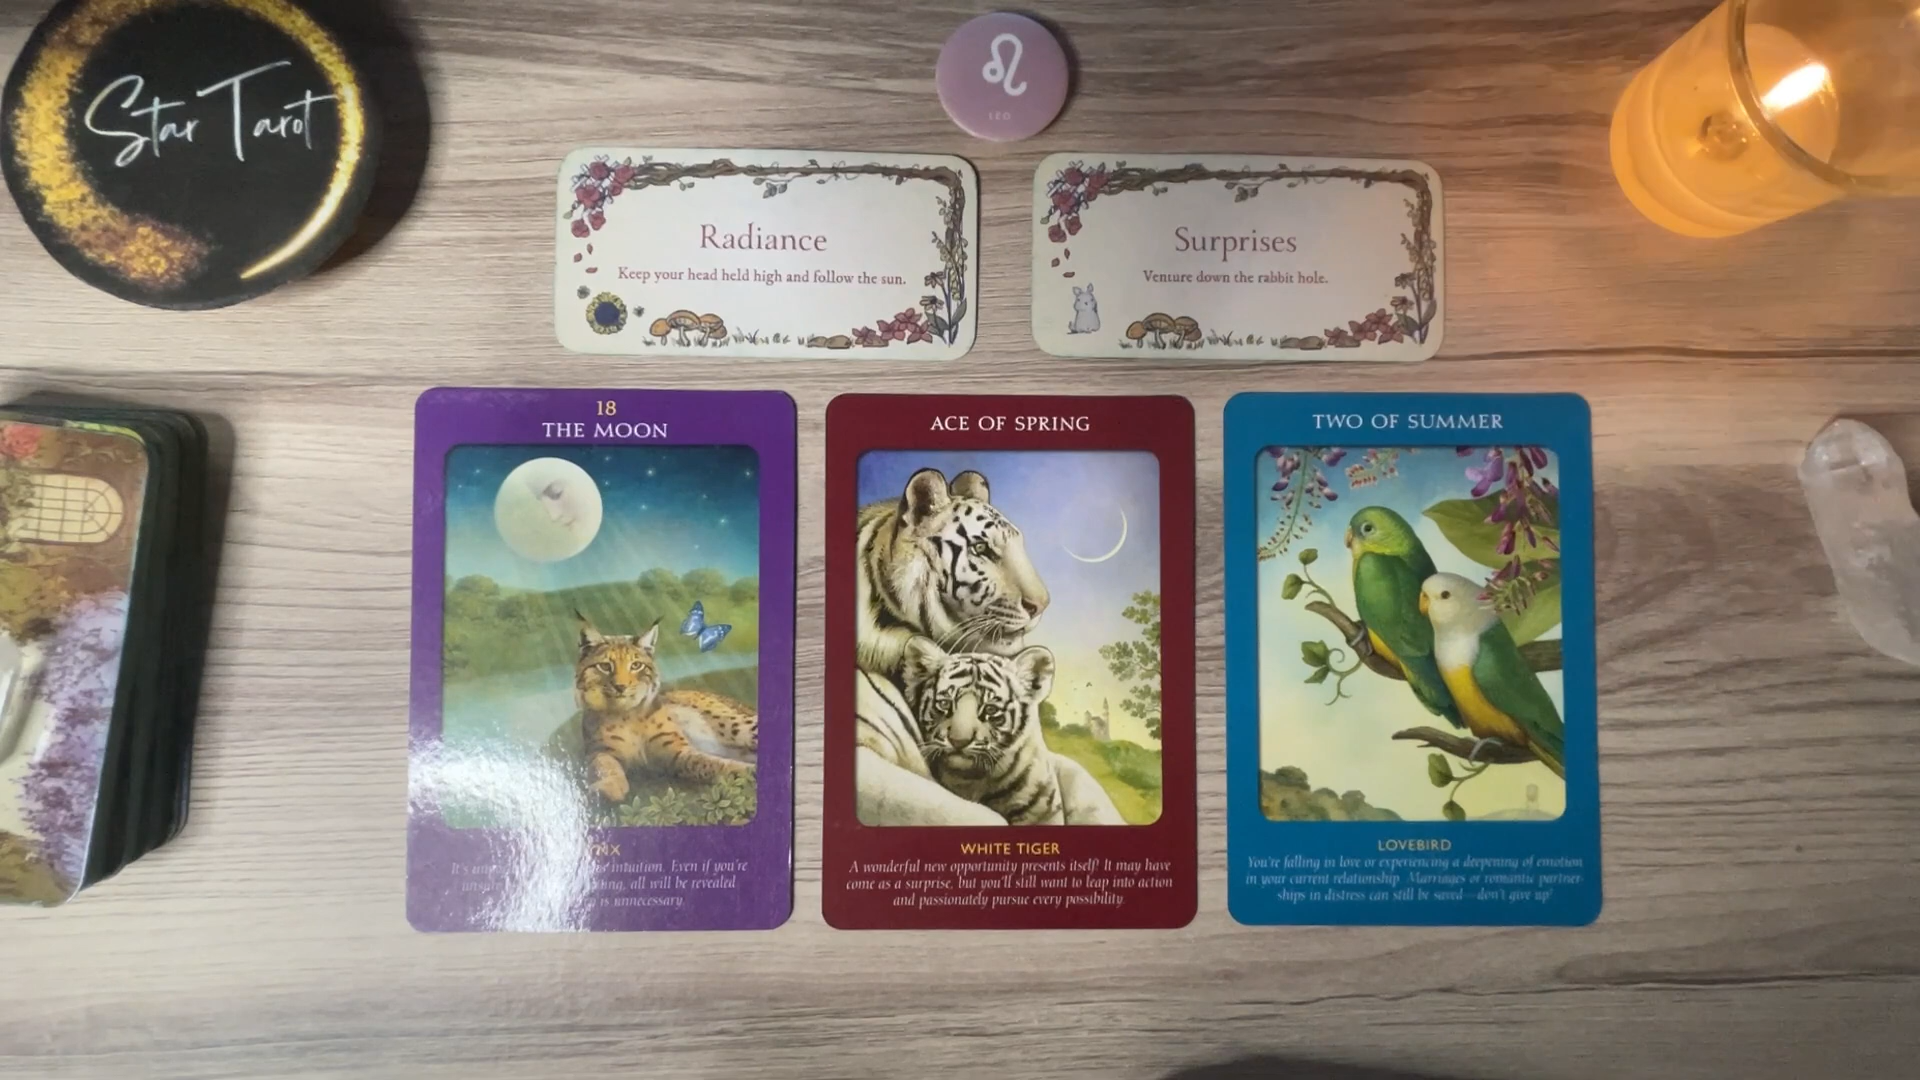 Star Tarot
LEO
Radiance
Keep your head held high and follow the sun.
Surprises
Venture down the rabbit hole.
18
THE MOON
It's intuition. Even if you're
all will be revealed
is unnecessary.
ACE OF SPRING
WHITE TIGER
A wonderful new opportunity presents itself! It may have
come as a surprise, but you'll still want to leap into action
and passionately pursue every possibility.
TWO OF SUMMER
LOVEBIRD
You're falling in love or experiencing a deepening of emotion
in your current relationship. Marriages or romantic partner-
ships in distress can still be saved—don't give up!